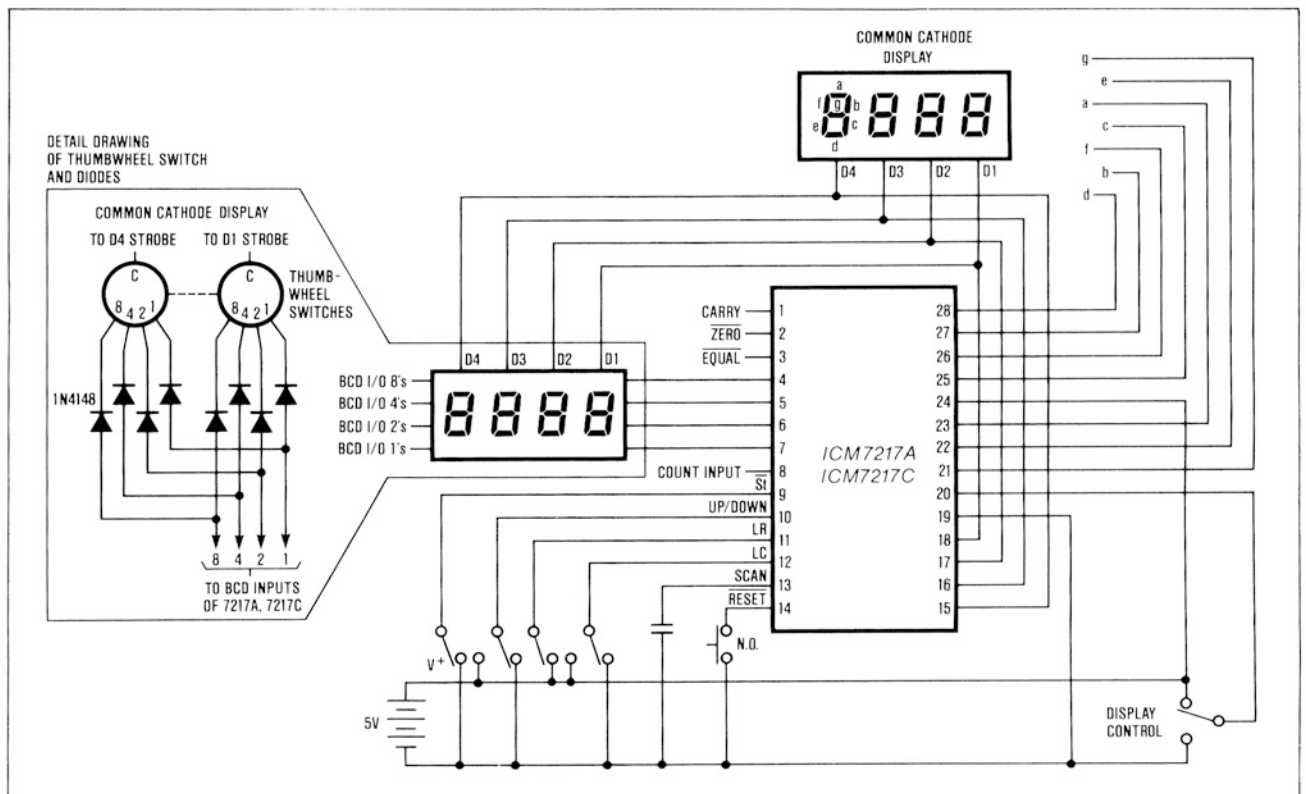 COMMON CATHODE
DISPLAY
a
f g b
e c
d
D4 D3 D2 D1
g
e
a
c
f
b
d
DETAIL DRAWING
OF THUMBWHEEL SWITCH
AND DIODES
COMMON CATHODE DISPLAY
TO D4 STROBE TO D1 STROBE
C C
8 4 2 1 8 4 2 1
THUMB-
WHEEL
SWITCHES
1N4148
8 4 2 1
TO BCD INPUTS
OF 7217A, 7217C
D4 D3 D2 D1
BCD I/O 8's
BCD I/O 4's
BCD I/O 2's
BCD I/O 1's
8888
CARRY 1
ZERO 2
EQUAL 3
4
5
6
7
COUNT INPUT 8
St 9
UP/DOWN 10
LR 11
LC 12
SCAN 13
RESET 14
ICM7217A
ICM7217C
28
27
26
25
24
23
22
21
20
19
18
17
16
15
N.O.
V+
5V
DISPLAY
CONTROL